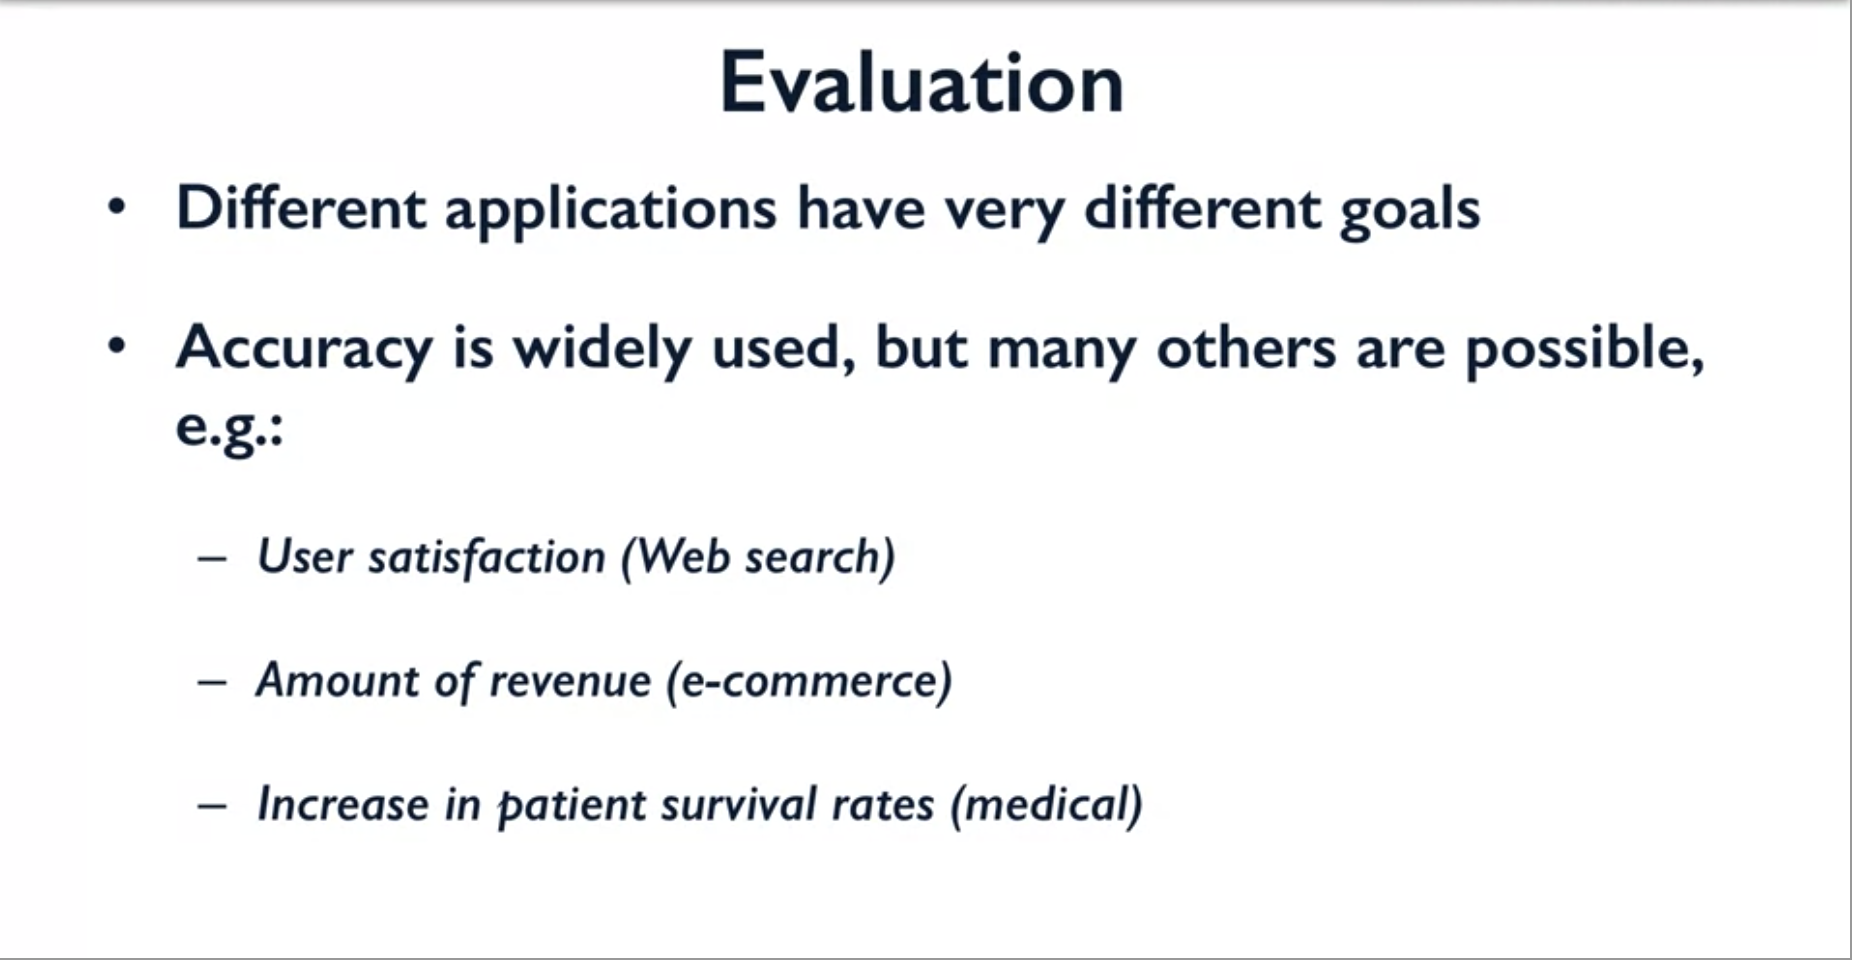 Evaluation
• Different applications have very different goals
• Accuracy is widely used, but many others are possible,
e.g.:
– User satisfaction (Web search)
– Amount of revenue (e-commerce)
– Increase in patient survival rates (medical)